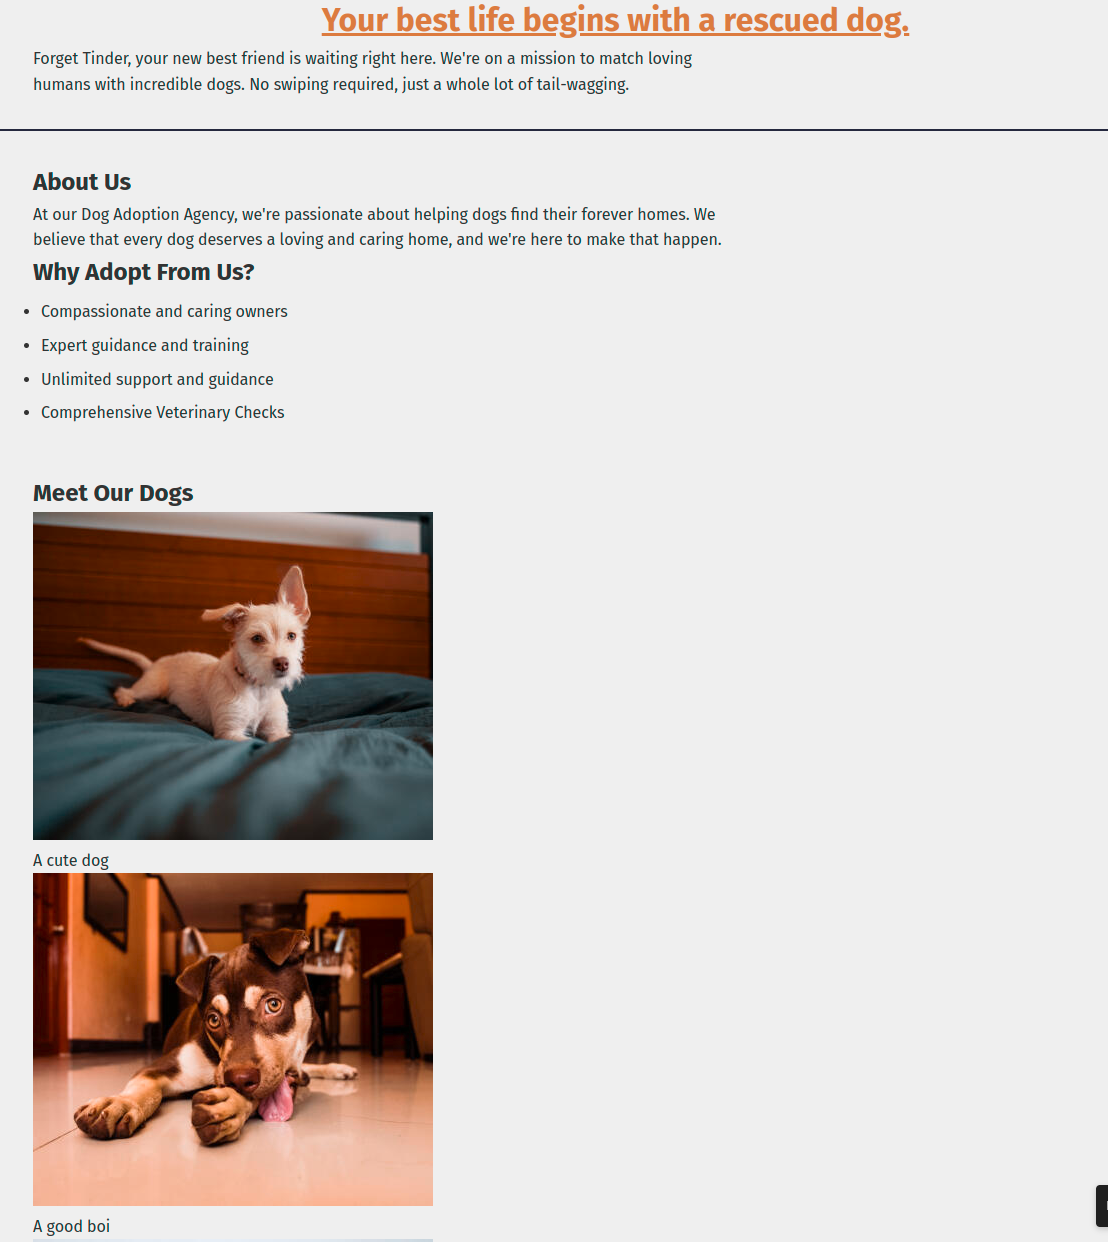 Your best life begins with a rescued dog.
Forget Tinder, your new best friend is waiting right here. We're on a mission to match loving
humans with incredible dogs. No swiping required, just a whole lot of tail-wagging.
About Us
At our Dog Adoption Agency, we're passionate about helping dogs find their forever homes. We
believe that every dog deserves a loving and caring home, and we're here to make that happen.
Why Adopt From Us?
• Compassionate and caring owners
• Expert guidance and training
• Unlimited support and guidance
• Comprehensive Veterinary Checks
Meet Our Dogs
A cute dog
A good boi